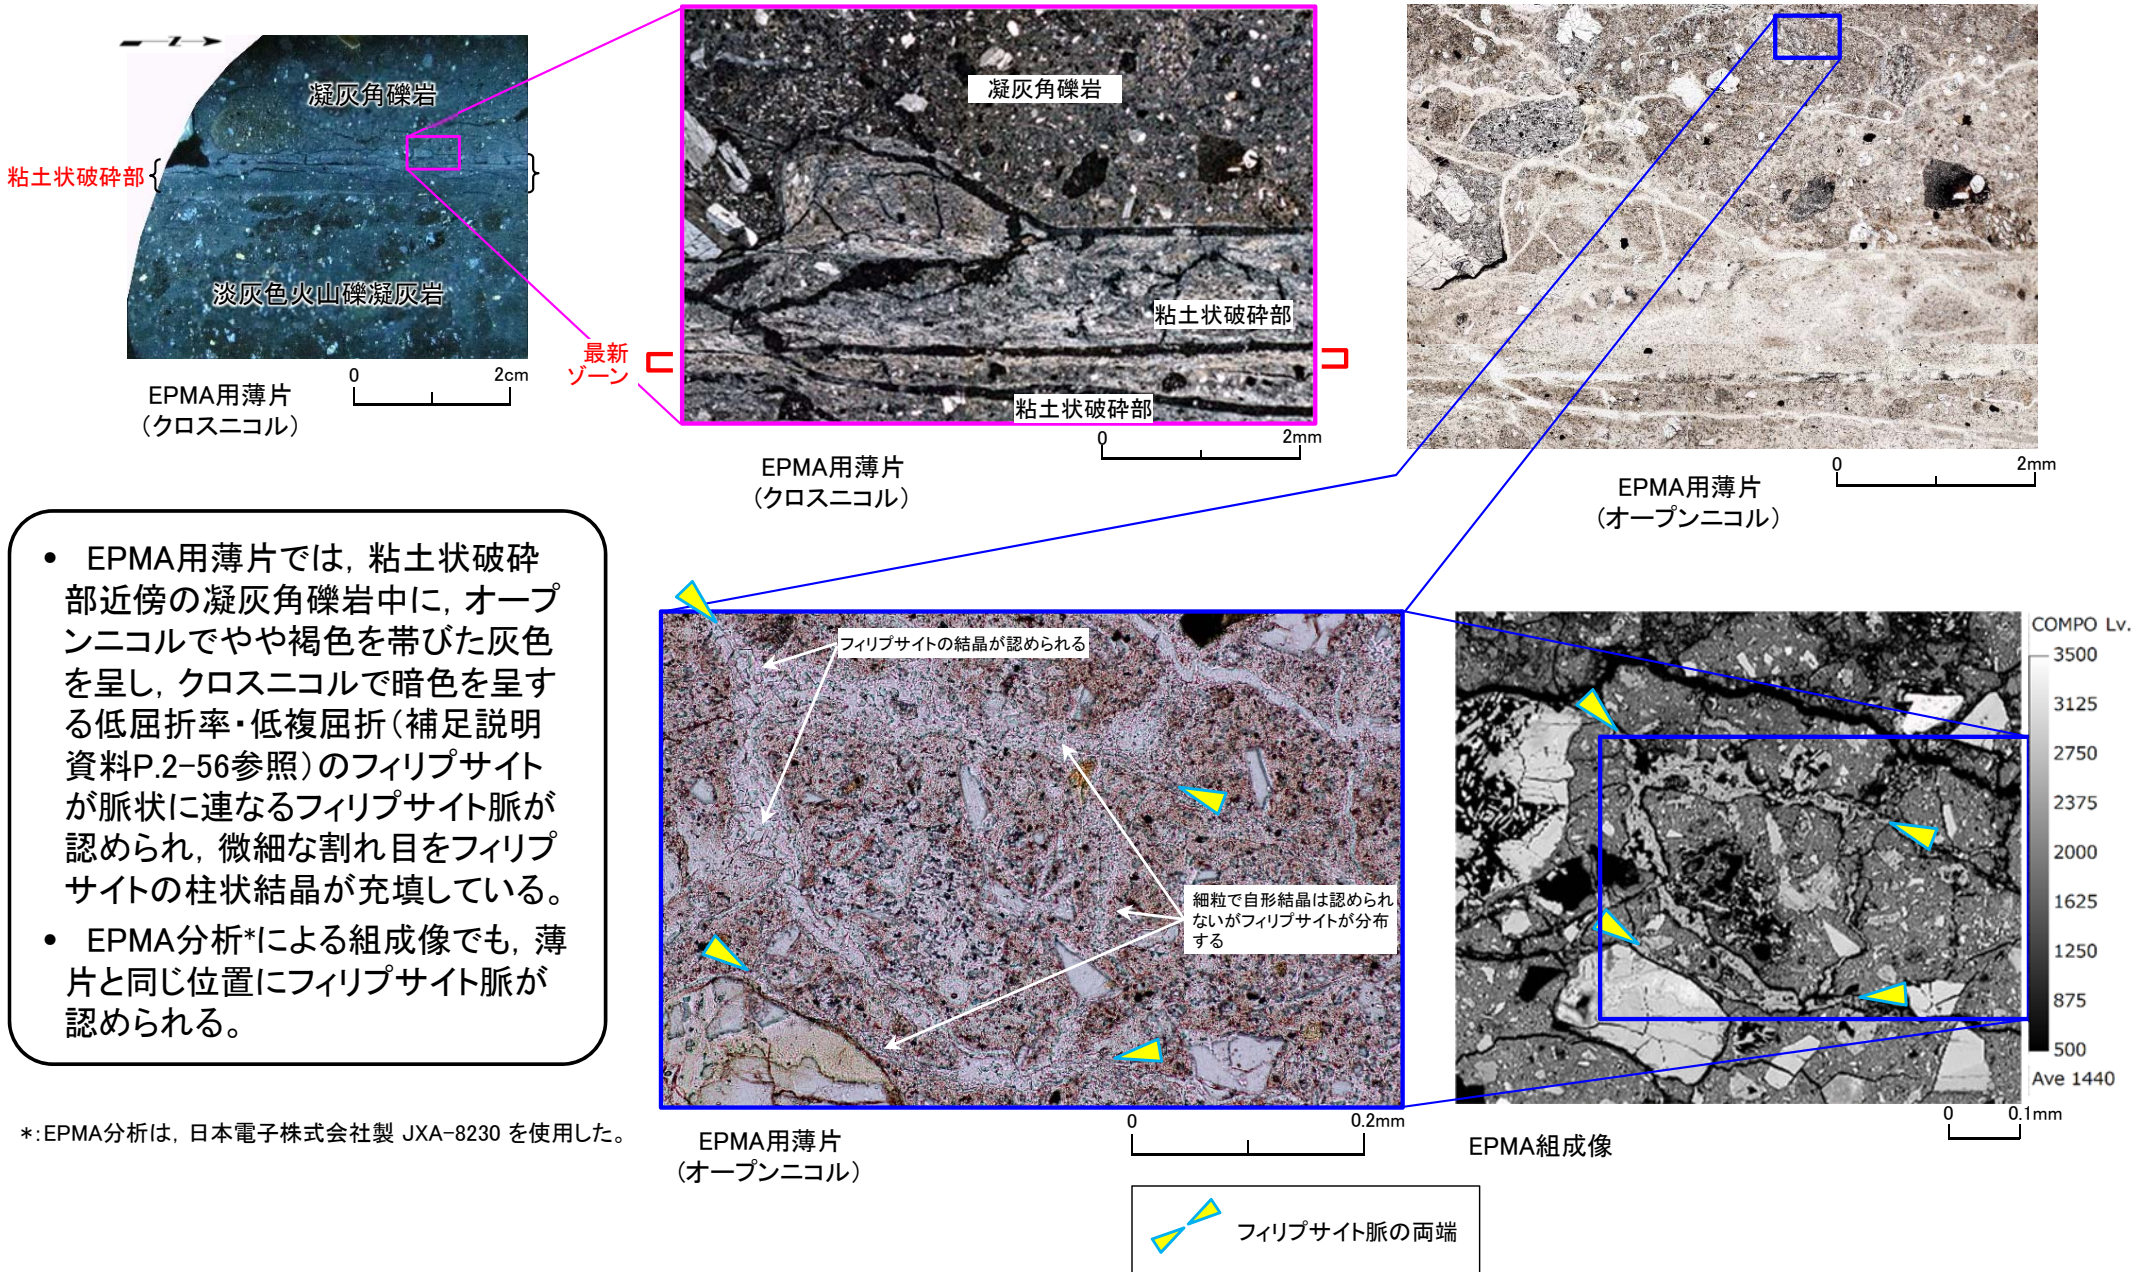 Z
凝灰角礫岩
粘土状破砕部
淡灰色火山礫凝灰岩
0 2cm
EPMA用薄片
(クロスニコル)
凝灰角礫岩
粘土状破砕部
最新
ゾーン
粘土状破砕部
0 2mm
EPMA用薄片
(クロスニコル)
0 2mm
EPMA用薄片
(オープンニコル)
• EPMA用薄片では，粘土状破砕
部近傍の凝灰角礫岩中に，オープ
ンニコルでやや褐色を帯びた灰色
を呈し，クロスニコルで暗色を呈す
る低屈折率・低複屈折(補足説明
資料P.2-56参照)のフィリプサイト
が脈状に連なるフィリプサイト脈が
認められ，微細な割れ目をフィリプ
サイトの柱状結晶が充填している。
• EPMA分析*による組成像でも，薄
片と同じ位置にフィリプサイト脈が
認められる。
*:EPMA分析は，日本電子株式会社製 JXA-8230 を使用した。
フィリプサイトの結晶が認められる
細粒で自形結晶は認められ
ないがフィリプサイトが分布
する
0 0.2mm
EPMA用薄片
(オープンニコル)
COMPO Lv.
3500
3125
2750
2375
2000
1625
1250
875
500
Ave 1440
0 0.1mm
EPMA組成像
フィリプサイト脈の両端